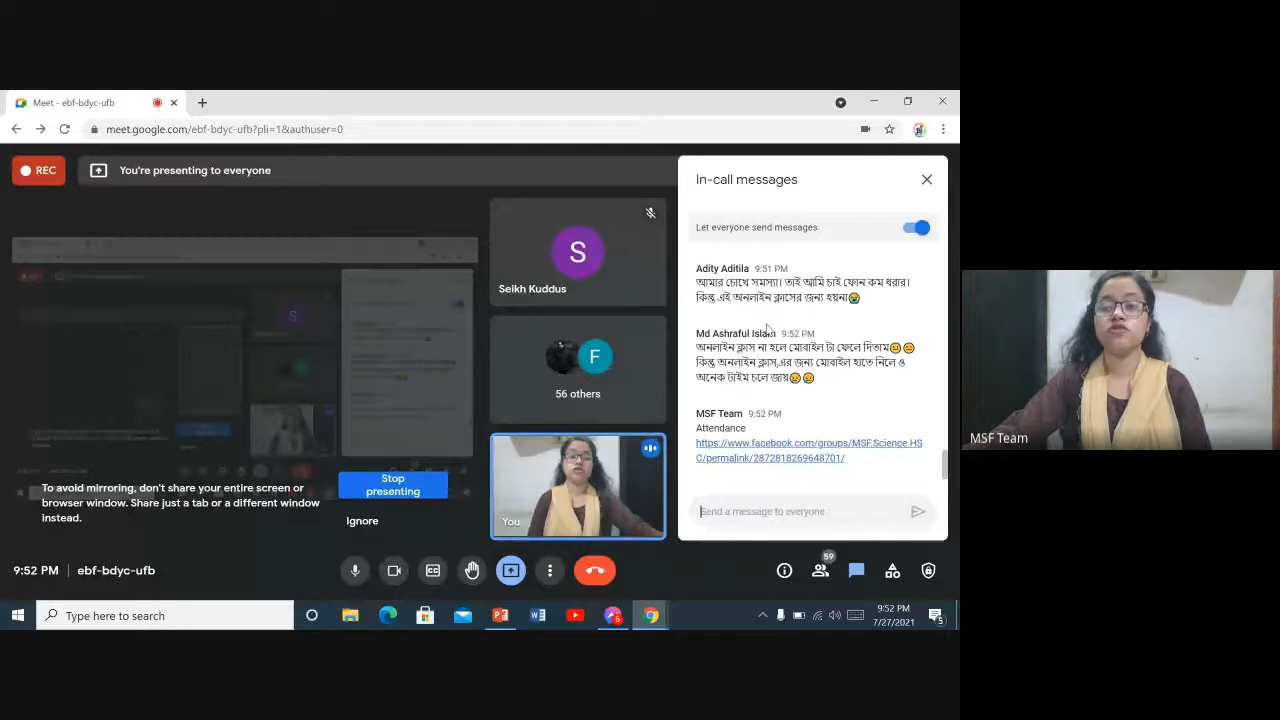 Meet - ebf-bdyc-ufb
meet.google.com/ebf-bdyc-ufb?pli=1&authuser=0
REC
You're presenting to everyone
S
Seikh Kuddus
F
56 others
You
To avoid mirroring, don't share your entire screen or
browser window. Share just a tab or a different window
instead.
Stop
presenting
Ignore
In-call messages
Let everyone send messages
Adity Aditila 9:51 PM
আমার চোখে সমস্যা। তাই আমি চাই ফোন কম ধরার।
কিন্তু এই অনলাইন ক্লাসের জন্য হয়না😭
Md Ashraful Islam 9:52 PM
অনলাইন ক্লাস না হলে মোবাইল টা ফেলে দিতাম
কিন্তু অনলাইন ক্লাস,এর জন্য মোবাইল হাতে নিলে ও
অনেক টাইম চলে জায়
MSF Team 9:52 PM
Attendance
https://www.facebook.com/groups/MSF.Science.HS
C/permalink/2872818269648701/
Send a message to everyone
9:52 PM | ebf-bdyc-ufb
59
Type here to search
6
9:52 PM
7/27/2021
5
MSF Team